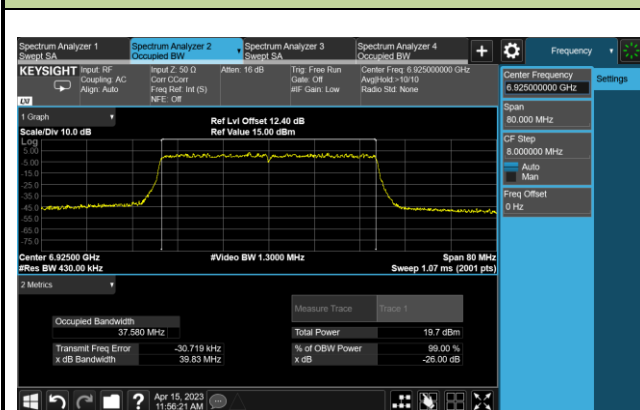 Spectrum Analyzer 1
Swept SA
Spectrum Analyzer 2
Occupied BW
Spectrum Analyzer 3
Swept SA
Spectrum Analyzer 4
Occupied BW
+
Frequency
KEYSIGHT
Input: RF
Coupling: AC
Align: Auto
Input Z: 50 Ω
Corr CCorr
Freq Ref: Int (S)
NFE: Off
Atten: 16 dB
Trig: Free Run
Gate: Off
#IF Gain: Low
Center Freq: 6.925000000 GHz
Avg|Hold:>10/10
Radio Std: None
LXI
Center Frequency
6.925000000 GHz
Settings
Span
80.000 MHz
CF Step
8.000000 MHz
Auto
Man
Freq Offset
0 Hz
1 Graph
Scale/Div 10.0 dB
Ref Lvl Offset 12.40 dB
Ref Value 15.00 dBm
Log
5.00
-5.00
-15.0
-25.0
-35.0
-45.0
-55.0
-65.0
-75.0
Center 6.92500 GHz
#Res BW 430.00 kHz
#Video BW 1.3000 MHz
Span 80 MHz
Sweep 1.07 ms (2001 pts)
2 Metrics
Measure Trace
Trace 1
Occupied Bandwidth
37.580 MHz
Total Power
19.7 dBm
Transmit Freq Error
-30.719 kHz
% of OBW Power
99.00 %
x dB Bandwidth
39.83 MHz
x dB
-26.00 dB
?
Apr 15, 2023
11:56:21 AM